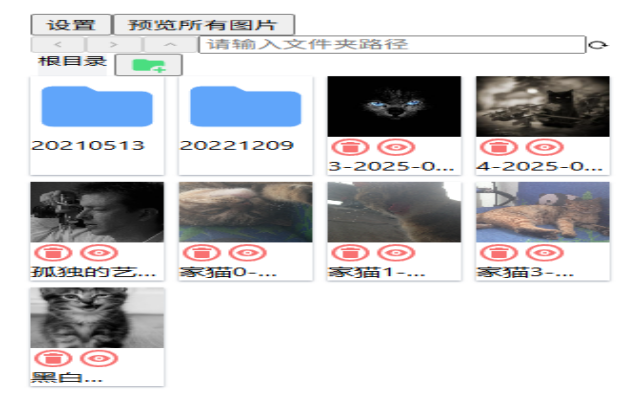 设置 预览所有图片
< > ^ 请输入文件夹路径
根目录
20210513 20221209 3-2025-0... 4-2025-0...
孤独的艺... 家猫0-... 家猫1-... 家猫3-...
黑白...